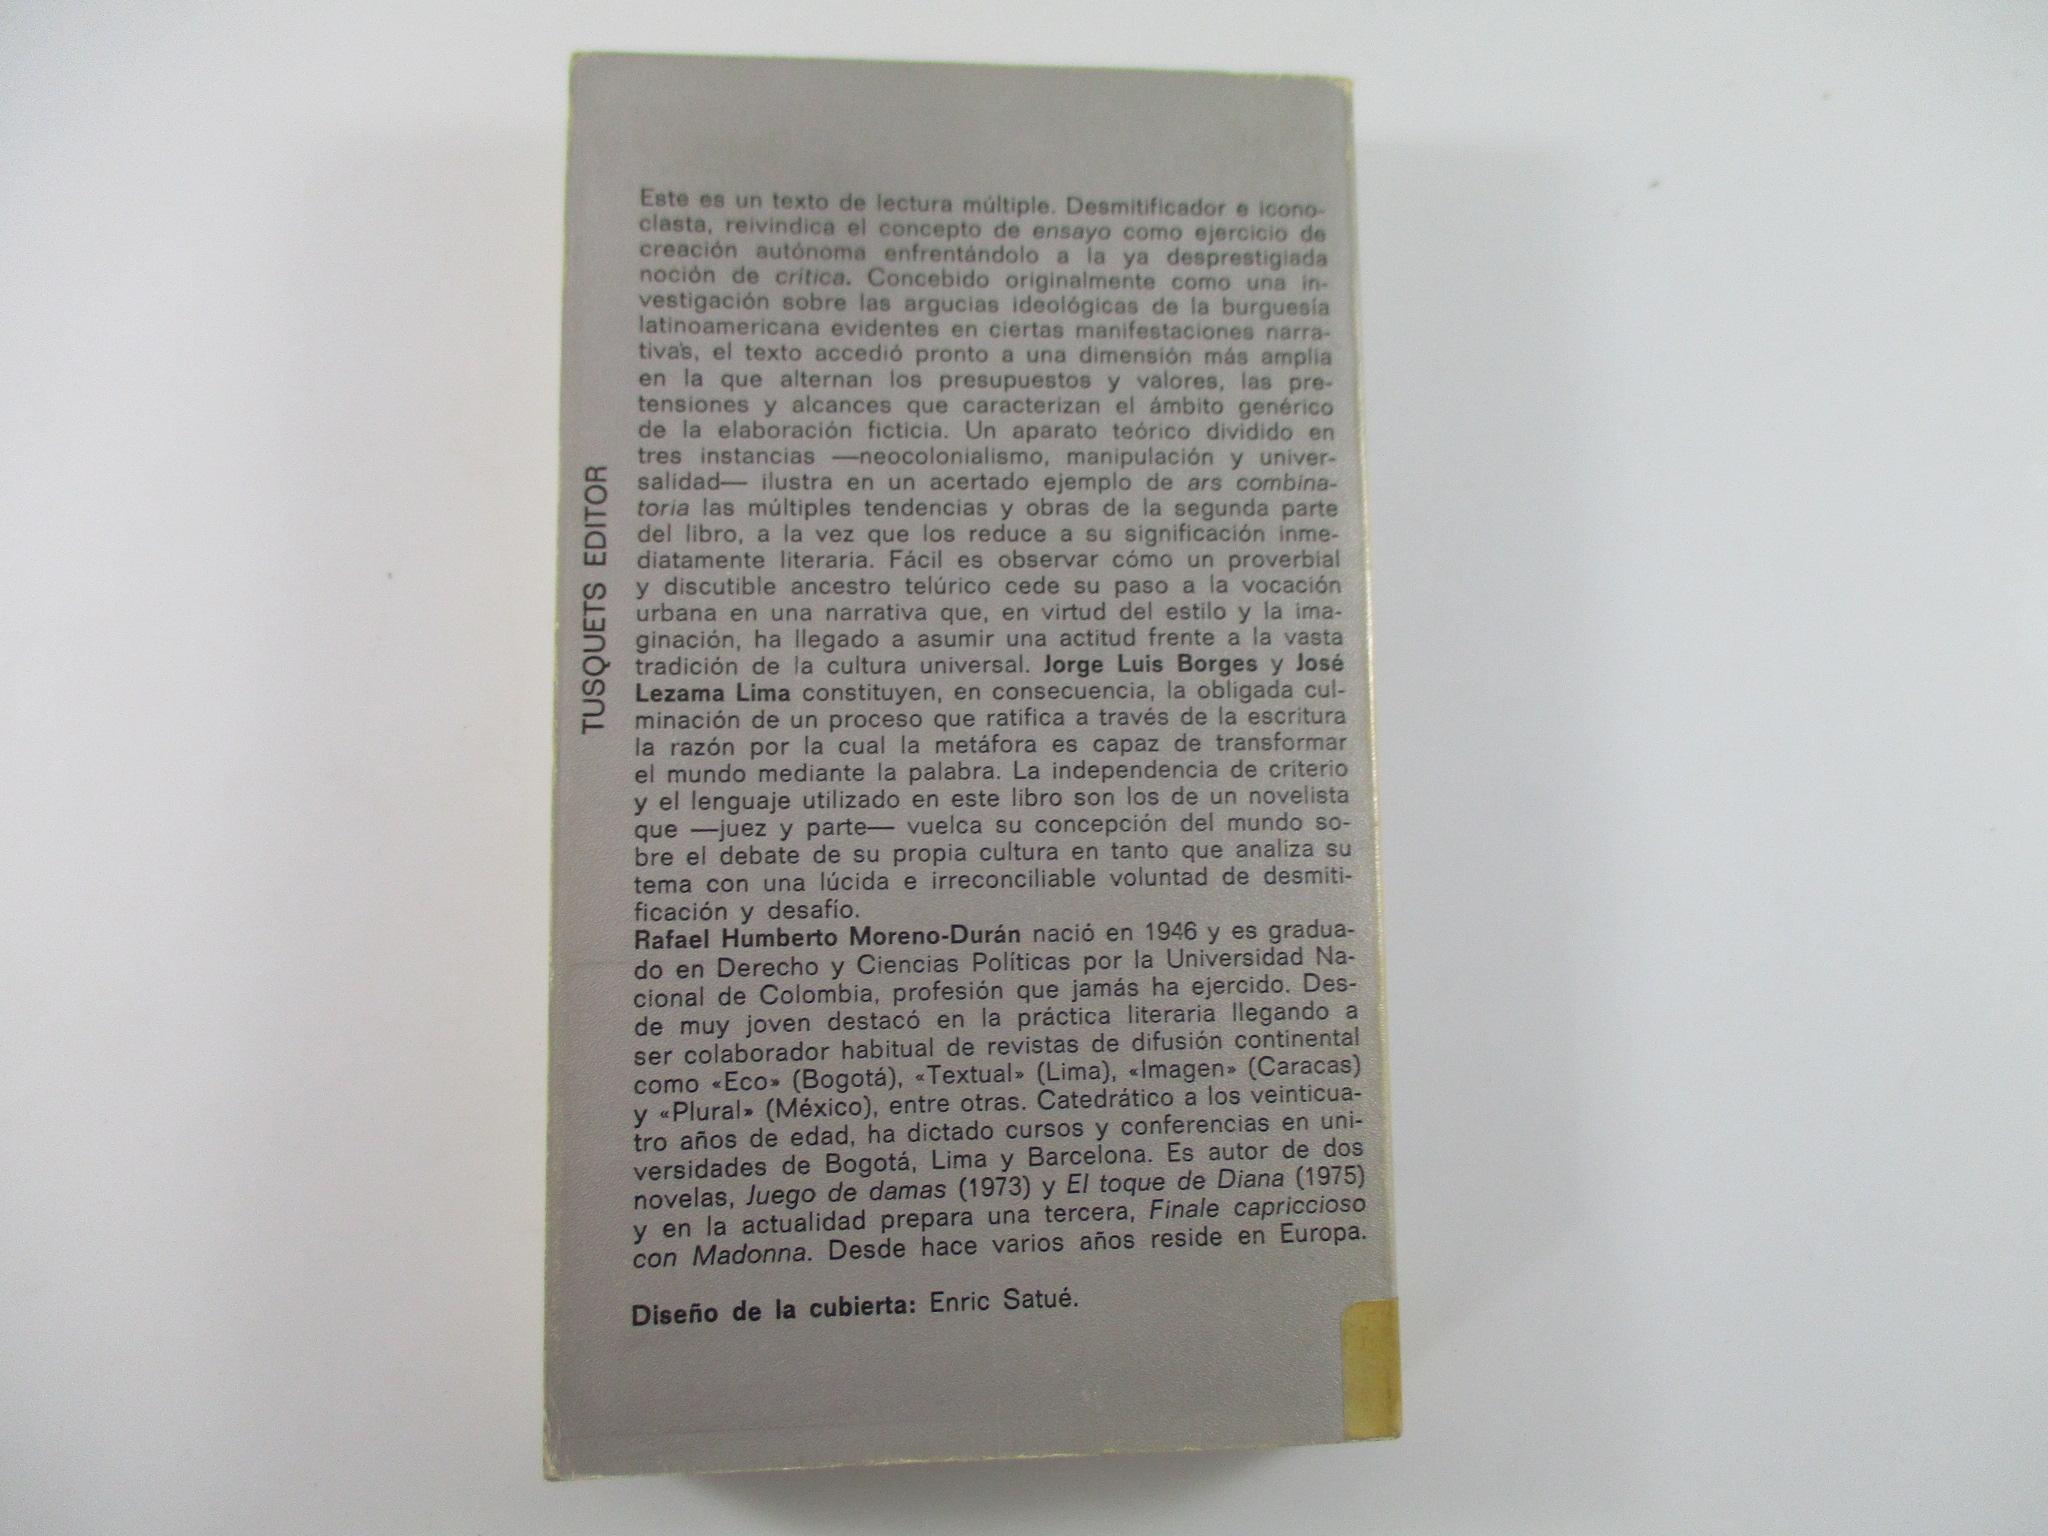 Este es un texto de lectura múltiple. Desmitificador e icono-
clasta, reivindica el concepto de ensayo como ejercicio de
creación autónoma enfrentándolo a la ya desprestigiada
noción de crítica. Concebido originalmente como una in-
vestigación sobre las argucias ideológicas de la burguesía
latinoamericana evidentes en ciertas manifestaciones narra-
tivas, el texto accedió pronto a una dimensión más amplia
en la que alternan los presupuestos y valores, las pre-
tensiones y alcances que caracterizan el ámbito genérico
de la elaboración ficticia. Un aparato teórico dividido en
tres instancias —neocolonialismo, manipulación y univer-
salidad— ilustra en un acertado ejemplo de ars combina-
toria las múltiples tendencias y obras de la segunda parte
del libro, a la vez que los reduce a su significación inme-
diatamente literaria. Fácil es observar cómo un proverbial
y discutible ancestro telúrico cede su paso a la vocación
urbana en una narrativa que, en virtud del estilo y la ima-
ginación, ha llegado a asumir una actitud frente a la vasta
tradición de la cultura universal. Jorge Luis Borges y José
Lezama Lima constituyen, en consecuencia, la obligada cul-
minación de un proceso que ratifica a través de la escritura
la razón por la cual la metáfora es capaz de transformar
el mundo mediante la palabra. La independencia de criterio
y el lenguaje utilizado en este libro son los de un novelista
que —juez y parte— vuelca su concepción del mundo so-
bre el debate de su propia cultura en tanto que analiza su
tema con una lúcida e irreconciliable voluntad de desmiti-
ficación y desafío.
Rafael Humberto Moreno-Durán nació en 1946 y es gradua-
do en Derecho y Ciencias Políticas por la Universidad Na-
cional de Colombia, profesión que jamás ha ejercido. Des-
de muy joven destacó en la práctica literaria llegando a
ser colaborador habitual de revistas de difusión continental
como «Eco» (Bogotá), «Textual» (Lima), «Imagen» (Caracas)
y «Plural» (México), entre otras. Catedrático a los veinticua-
tro años de edad, ha dictado cursos y conferencias en uni-
versidades de Bogotá, Lima y Barcelona. Es autor de dos
novelas, Juego de damas (1973) y El toque de Diana (1975)
y en la actualidad prepara una tercera, Finale capriccioso
con Madonna. Desde hace varios años reside en Europa.
Diseño de la cubierta: Enric Satué.
TUSQUETS EDITOR